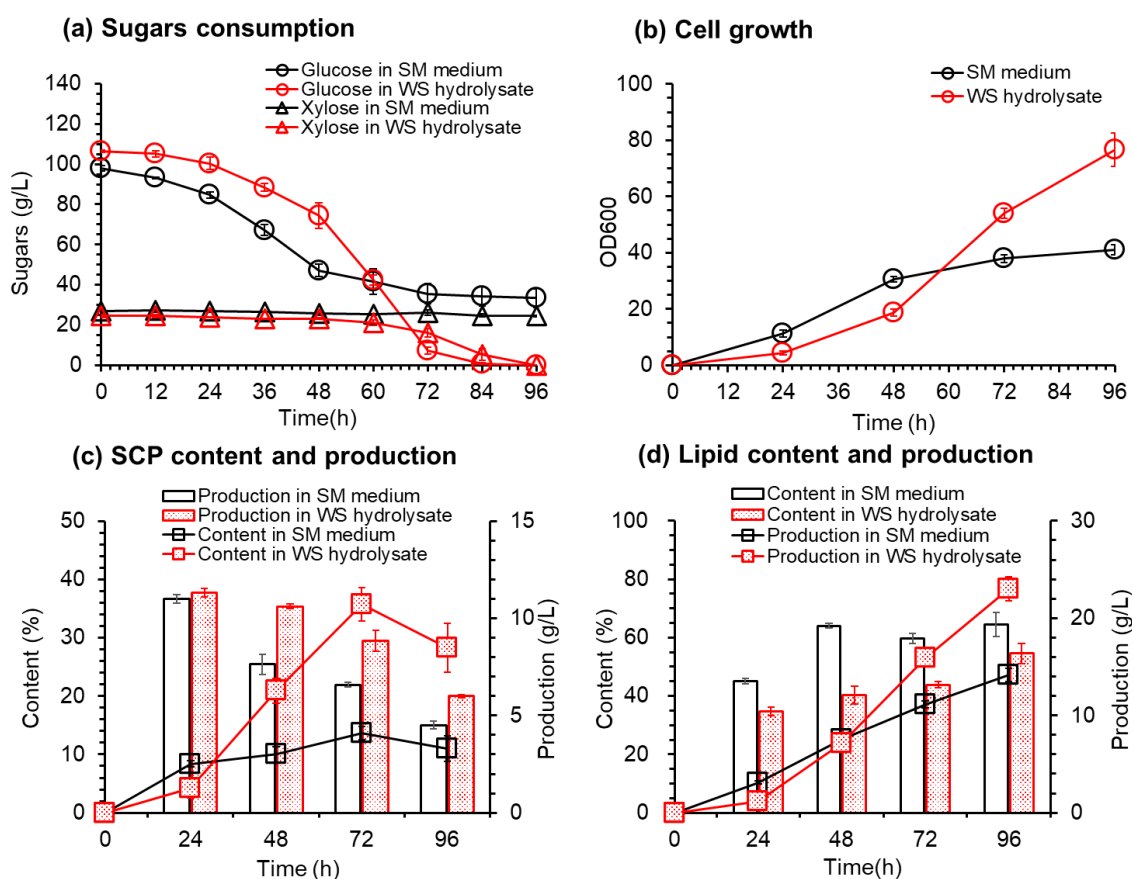 (a) Sugars consumption
Glucose in SM medium
Glucose in WS hydrolysate
Xylose in SM medium
Xylose in WS hydrolysate
Sugars (g/L)
140
120
100
80
60
40
20
0
0 12 24 36 48 60 72 84 96
Time(h)
(b) Cell growth
SM medium
WS hydrolysate
OD600
100
80
60
40
20
0
0 12 24 36 48 60 72 84 96
Time (h)
(c) SCP content and production
Production in SM medium
Production in WS hydrolysate
Content in SM medium
Content in WS hydrolysate
Content (%)
50
40
30
20
10
0
15
10
5
0
Production (g/L)
0 24 48 72 96
Time (h)
(d) Lipid content and production
Content in SM medium
Content in WS hydrolysate
Production in SM medium
Production in WS hydrolysate
Content (%)
100
80
60
40
20
0
30
20
10
0
Production (g/L)
0 24 48 72 96
Time(h)